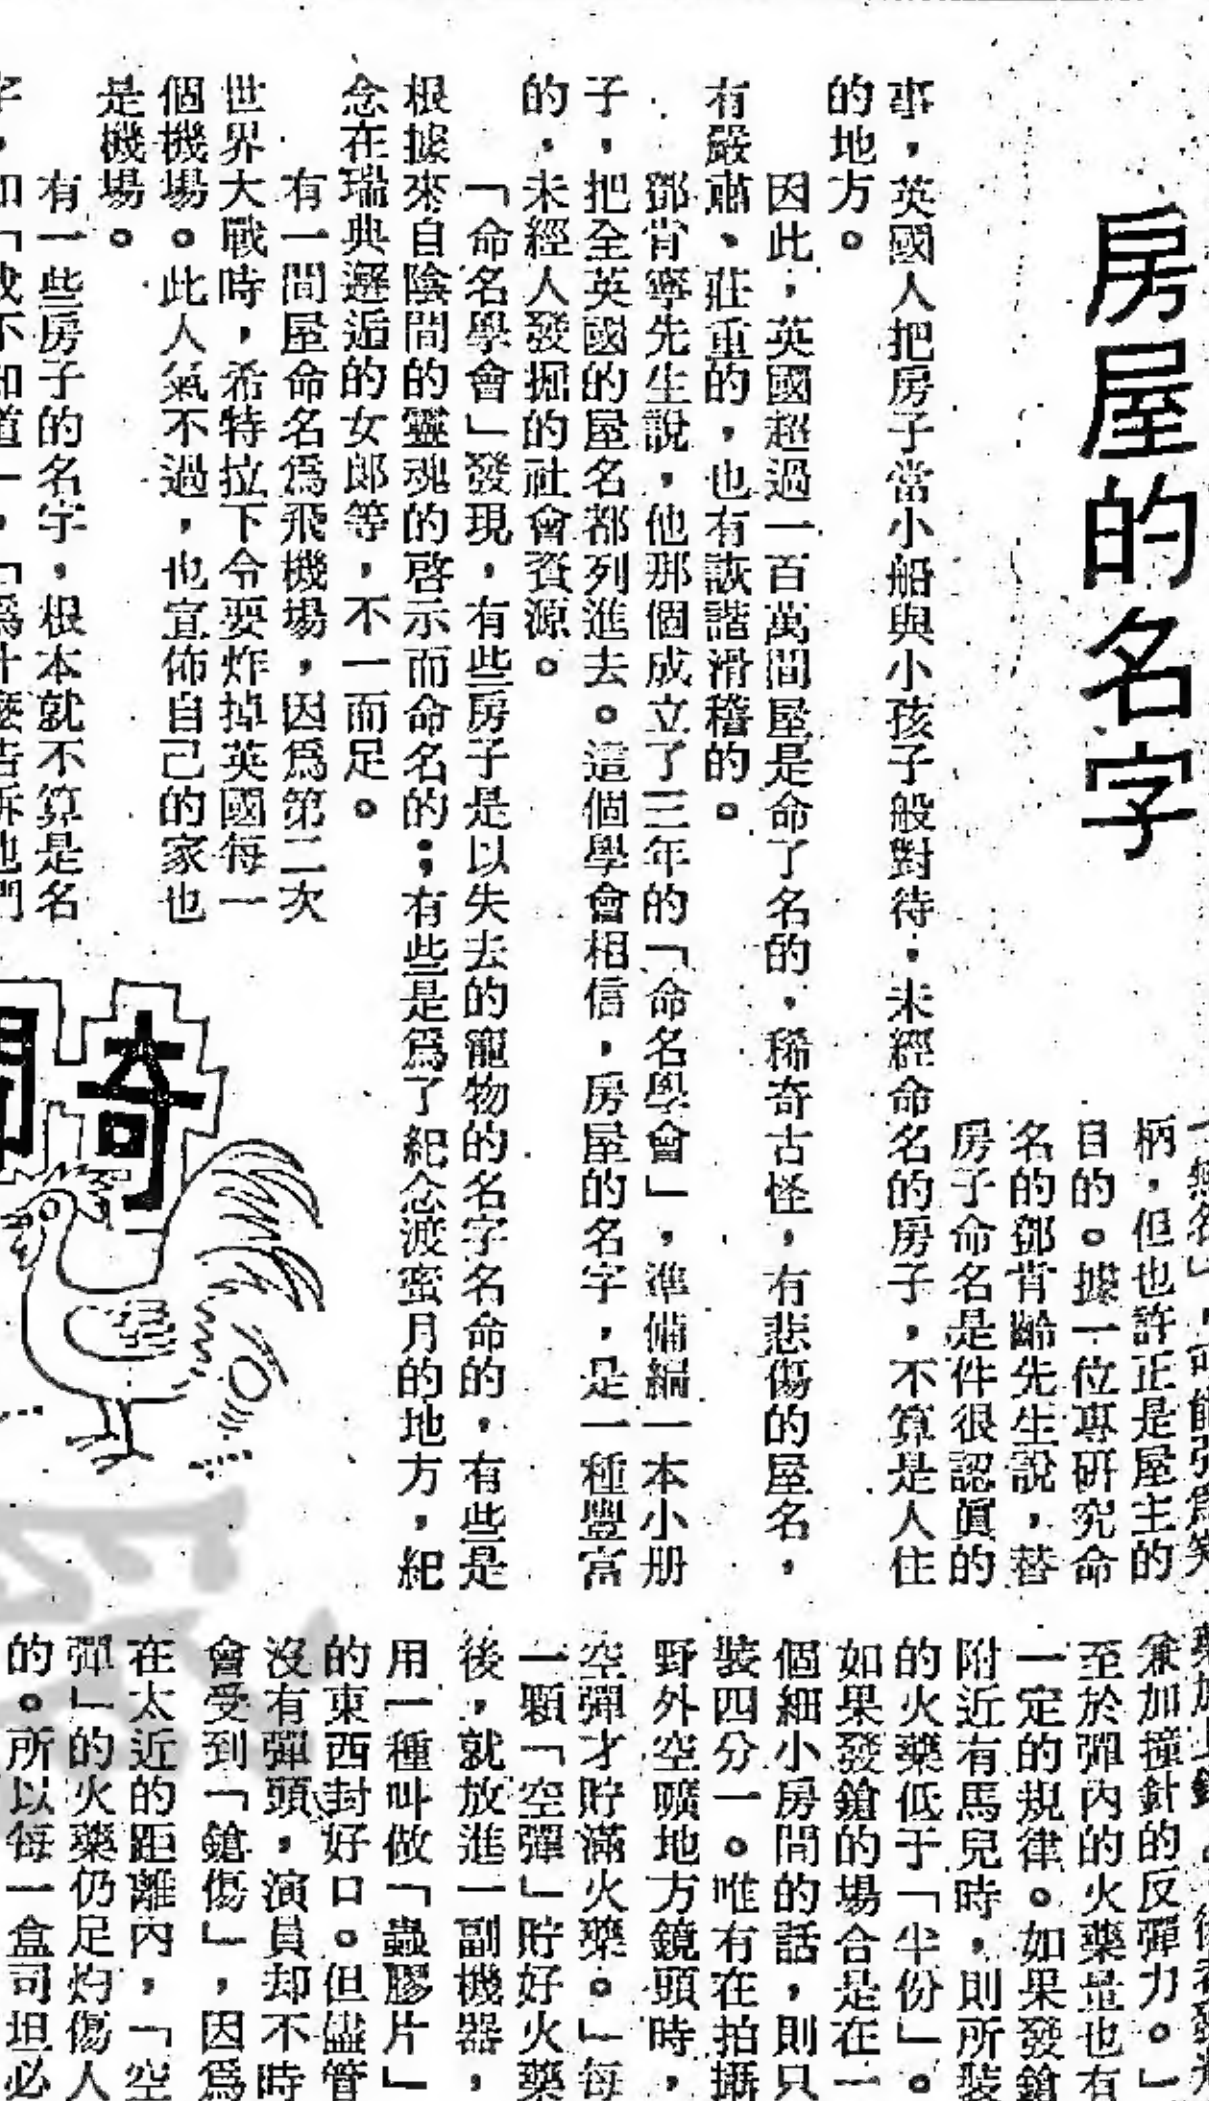 房屋的名字
柄，但也許正是屋主的
目的。據一位專研究命
名的鄧肯齡先生說，替
房子命名是件很認眞的
事，英國人把房子當小船與小孩子般對待，未經命名的房子，不算是人住
的地方。
因此，英國超過一百萬間屋是命了名的，稀奇古怪，有悲傷的屋名，
有嚴肅、莊重的，也有詼諧滑稽的。
鄧肯寧先生說，他那個成立了三年的「命名學會」，準備編一本小册
子，把全英國的屋名都列進去。這個學會相信，房屋的名字，是一種豐富
的，未經人發掘的社會資源。
「命名學會」發現，有些房子是以失去的寵物的名字名命的，有些是
根據來自陰間的靈魂的啓示而命名的；有些是爲了紀念渡蜜月的地方，紀
念在瑞典邂逅的女郎等，不一而足。
有一間屋命名爲飛機場，因爲第二次
世界大戰時，希特拉下令要炸掉英國每一
個機場。此人氣不過，也宣佈自己的家也
是機場。
有一些房子的名字，根本就不算是名
奇
兼加撞針的反彈力。」
至於彈内的火藥量也有
一定的規律。如果發鎗
附近有馬兒時，則所裝
的火藥低于「半份」。
如果發鎗的場合是在一
個細小房間的話，則只
裝四分一。唯有在拍攝
野外空曠地方鏡頭時，
空彈才貯滿火藥。」每
一顆「空彈」貯好火藥
後，就放進一副機器，
用一種叫做「蟲膠片」
的東西封好口。但儘管
沒有彈頭，演員却不時
會受到「鎗傷」，因爲
在太近的距離内，「空
彈」的火藥仍足灼傷人
的。所以每一盒司坦必